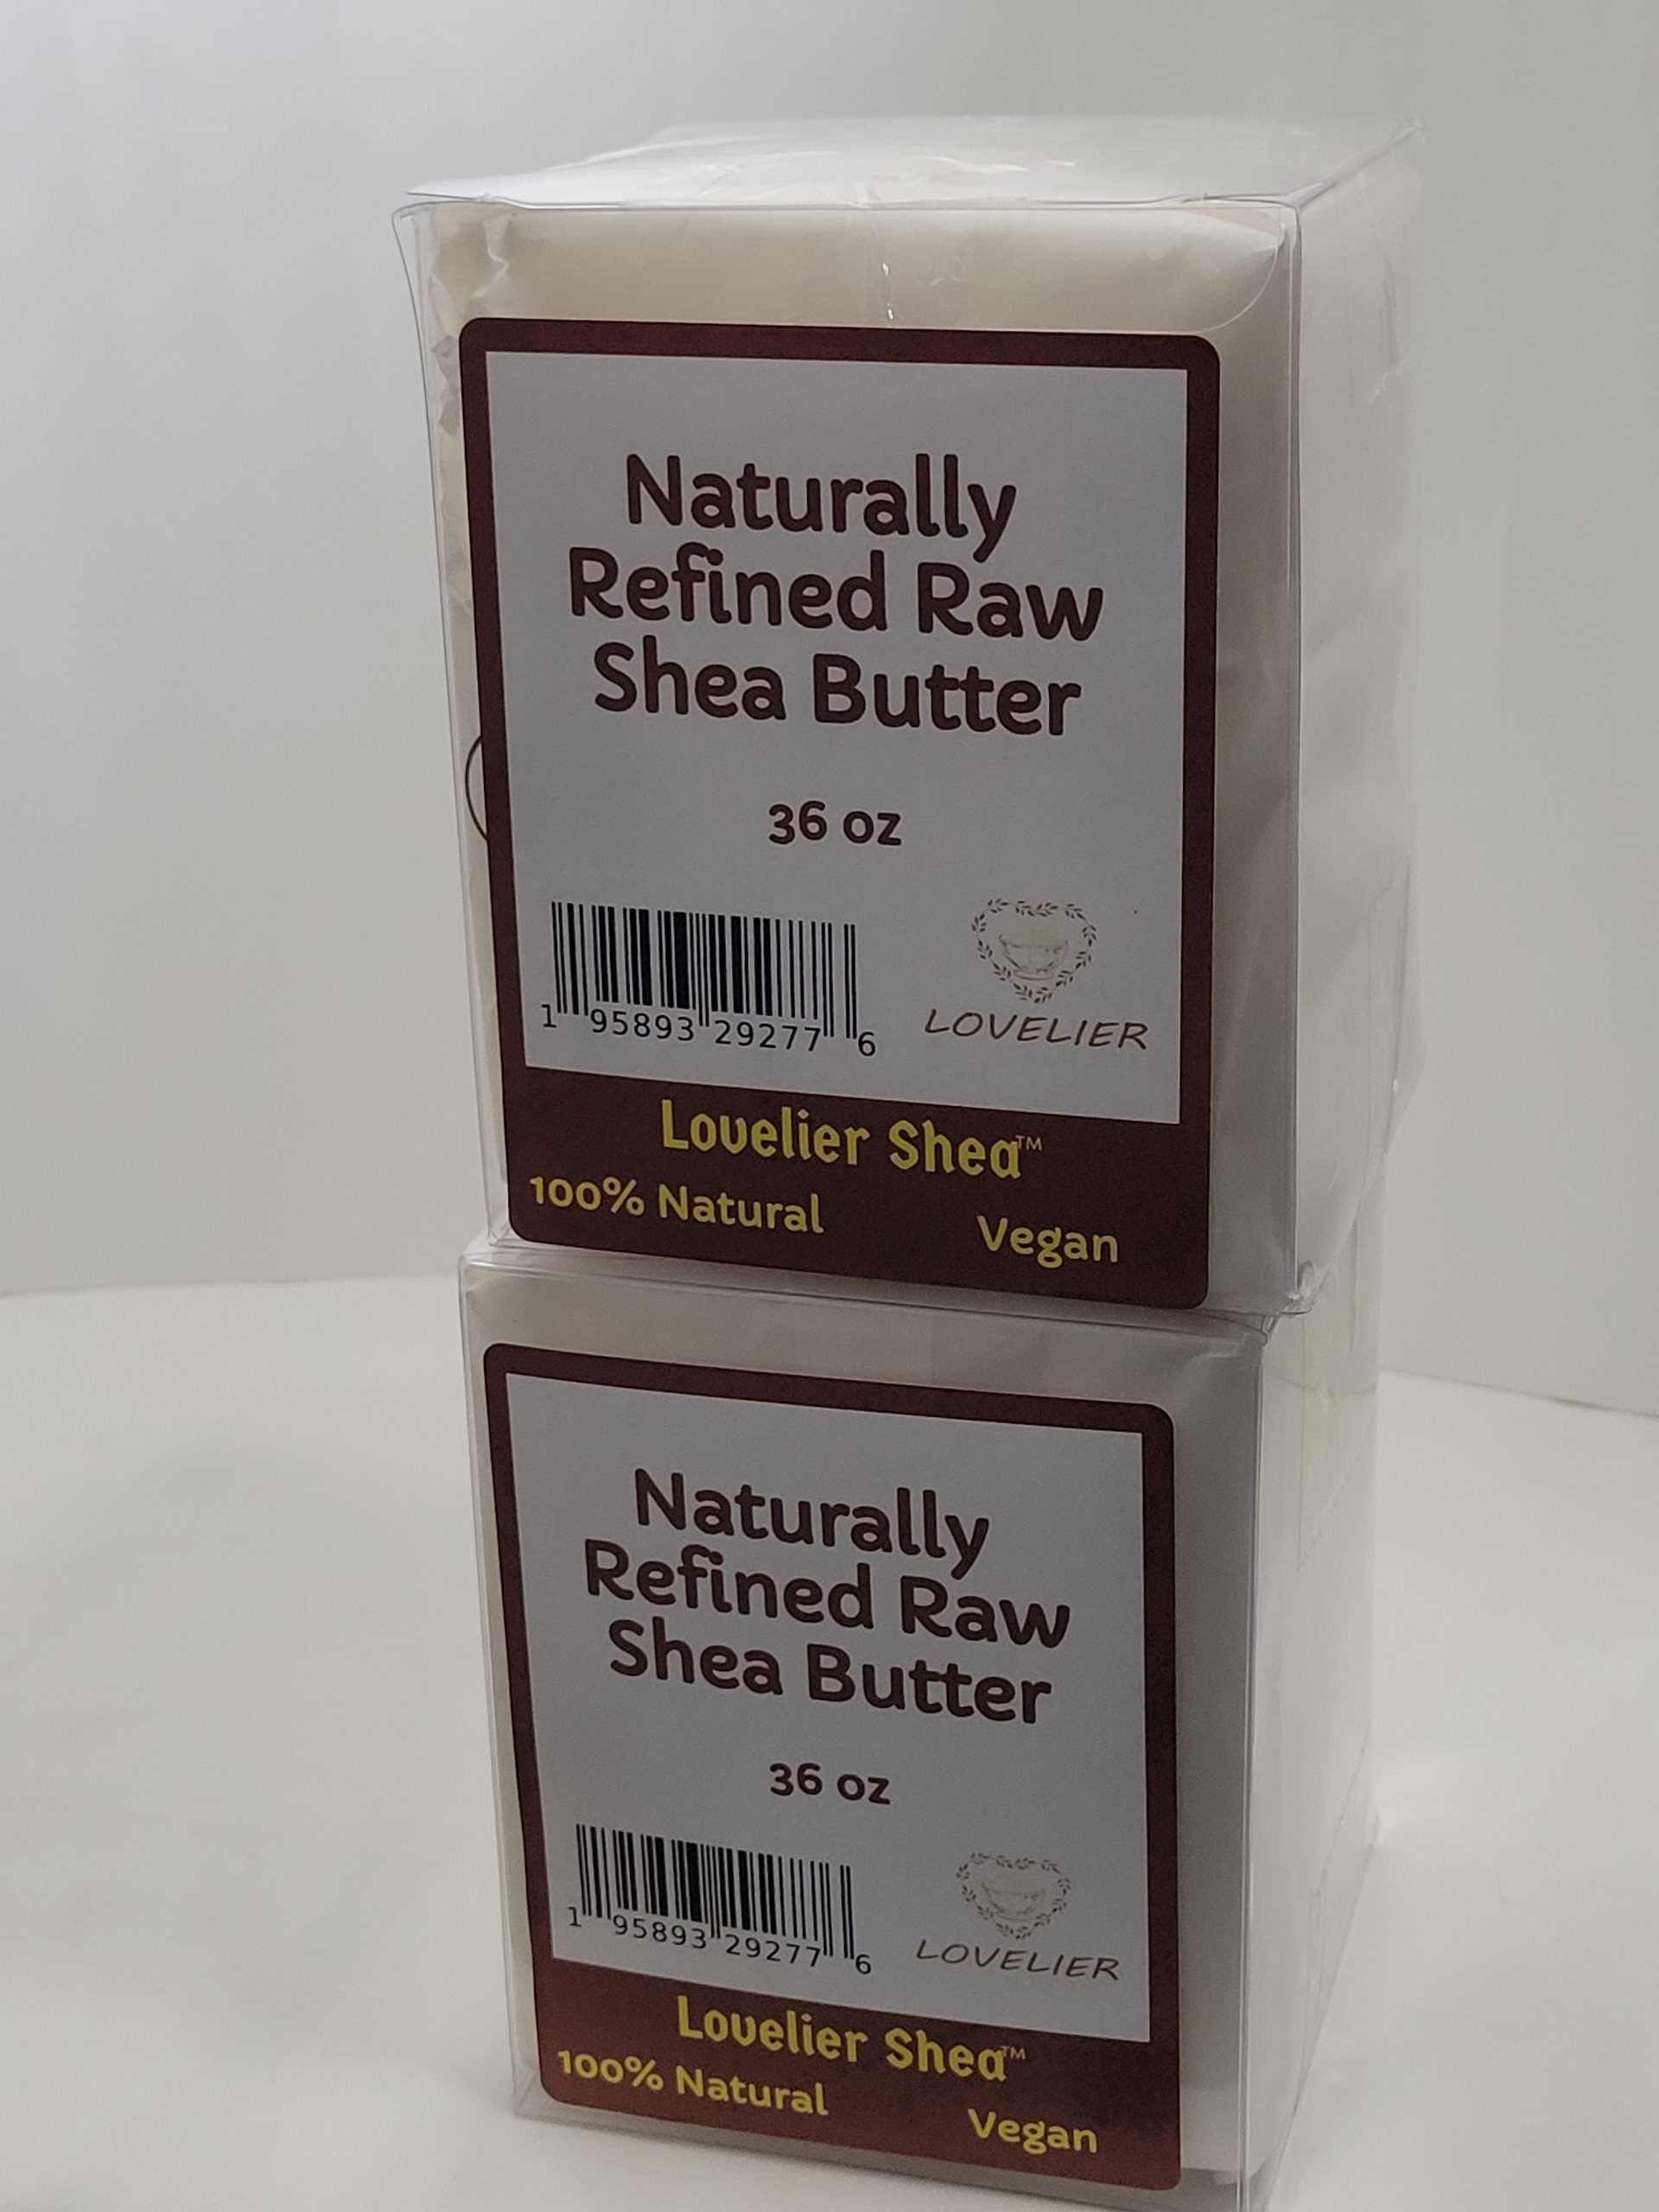 Naturally
Refined Raw
Shea Butter
36 oz
1 95893 29277 6
LOVELIER
Lovelier Shea™
100% Natural Vegan
Naturally
Refined Raw
Shea Butter
36 oz
1 95893 29277 6
LOVELIER
Lovelier Shea™
100% Natural Vegan